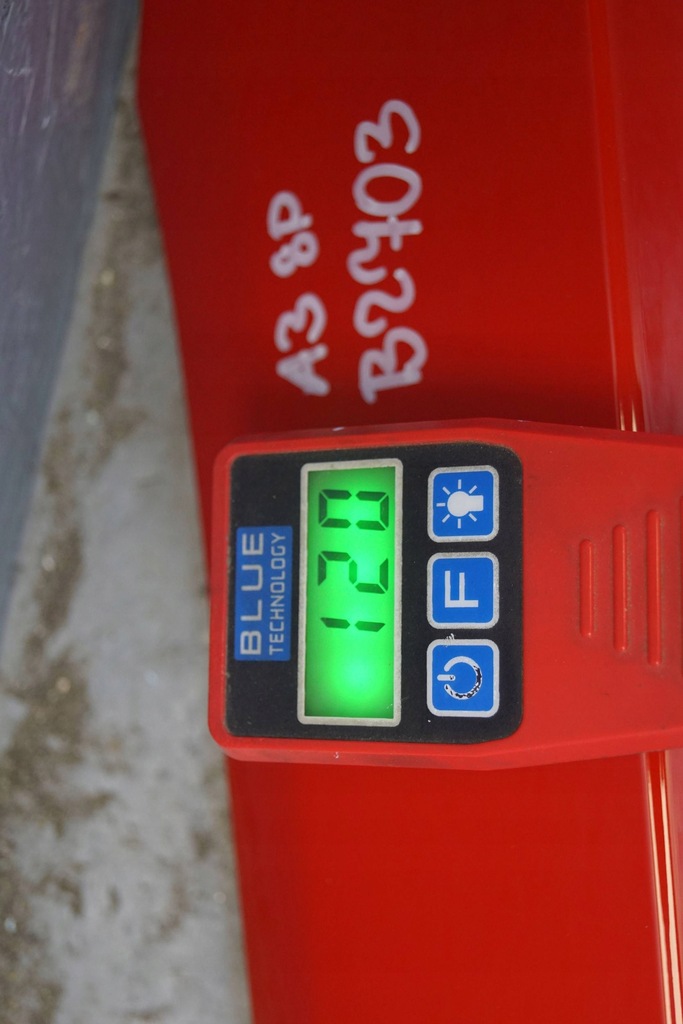 BLUE
TECHNOLOGY
120
F
A3 8P
B2403